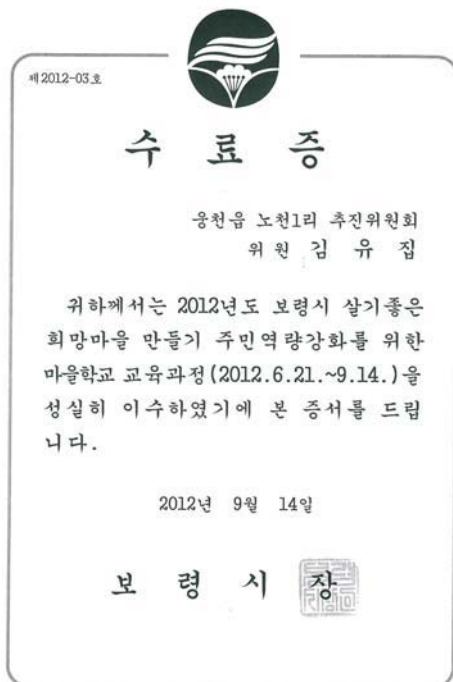 제2012-03호
수 료 증
웅천읍 노천1리 추진위원회
위원 김 유 집
귀하께서는 2012년도 보령시 살기좋은
희망마을 만들기 주민역량강화를 위한
마을학교 교육과정(2012.6.21.~9.14.)을
성실히 이수하였기에 본 증서를 드립
니다.
2012년 9월 14일
보 령 시 장